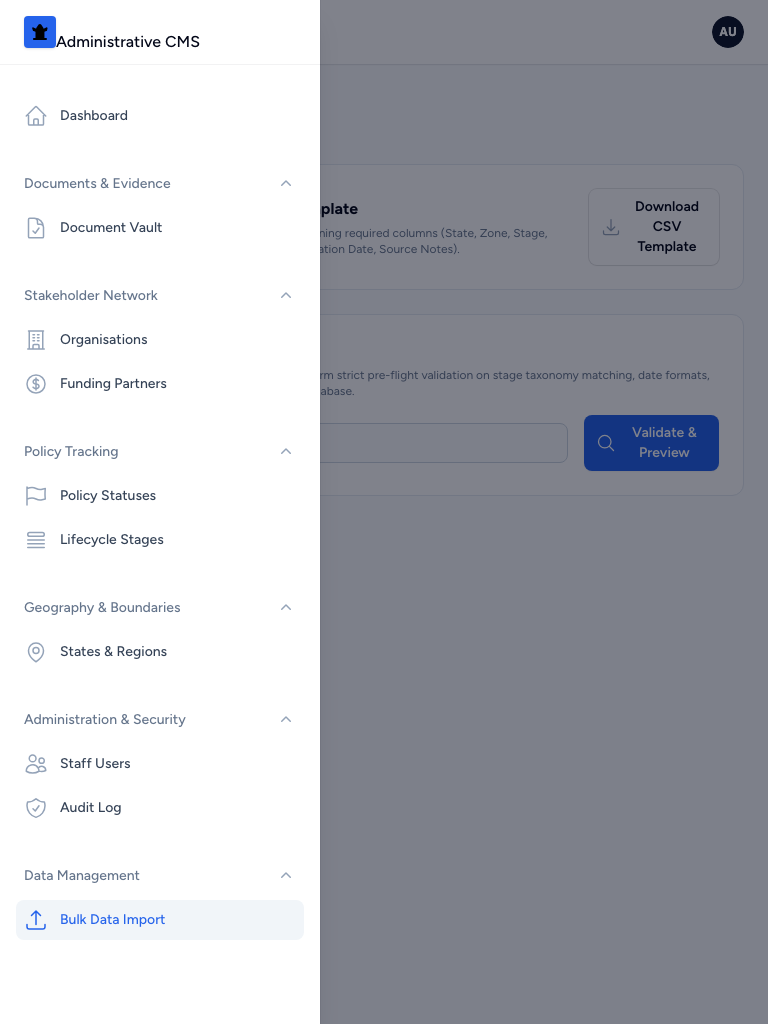 Administrative CMS
AU
Dashboard
Documents & Evidence
Document Vault
Stakeholder Network
Organisations
Funding Partners
Policy Tracking
Policy Statuses
Lifecycle Stages
Geography & Boundaries
States & Regions
Administration & Security
Staff Users
Audit Log
Data Management
Bulk Data Import
plate
ning required columns (State, Zone, Stage,
ation Date, Source Notes).
Download
CSV
Template
rm strict pre-flight validation on stage taxonomy matching, date formats,
abase.
Validate &
Preview